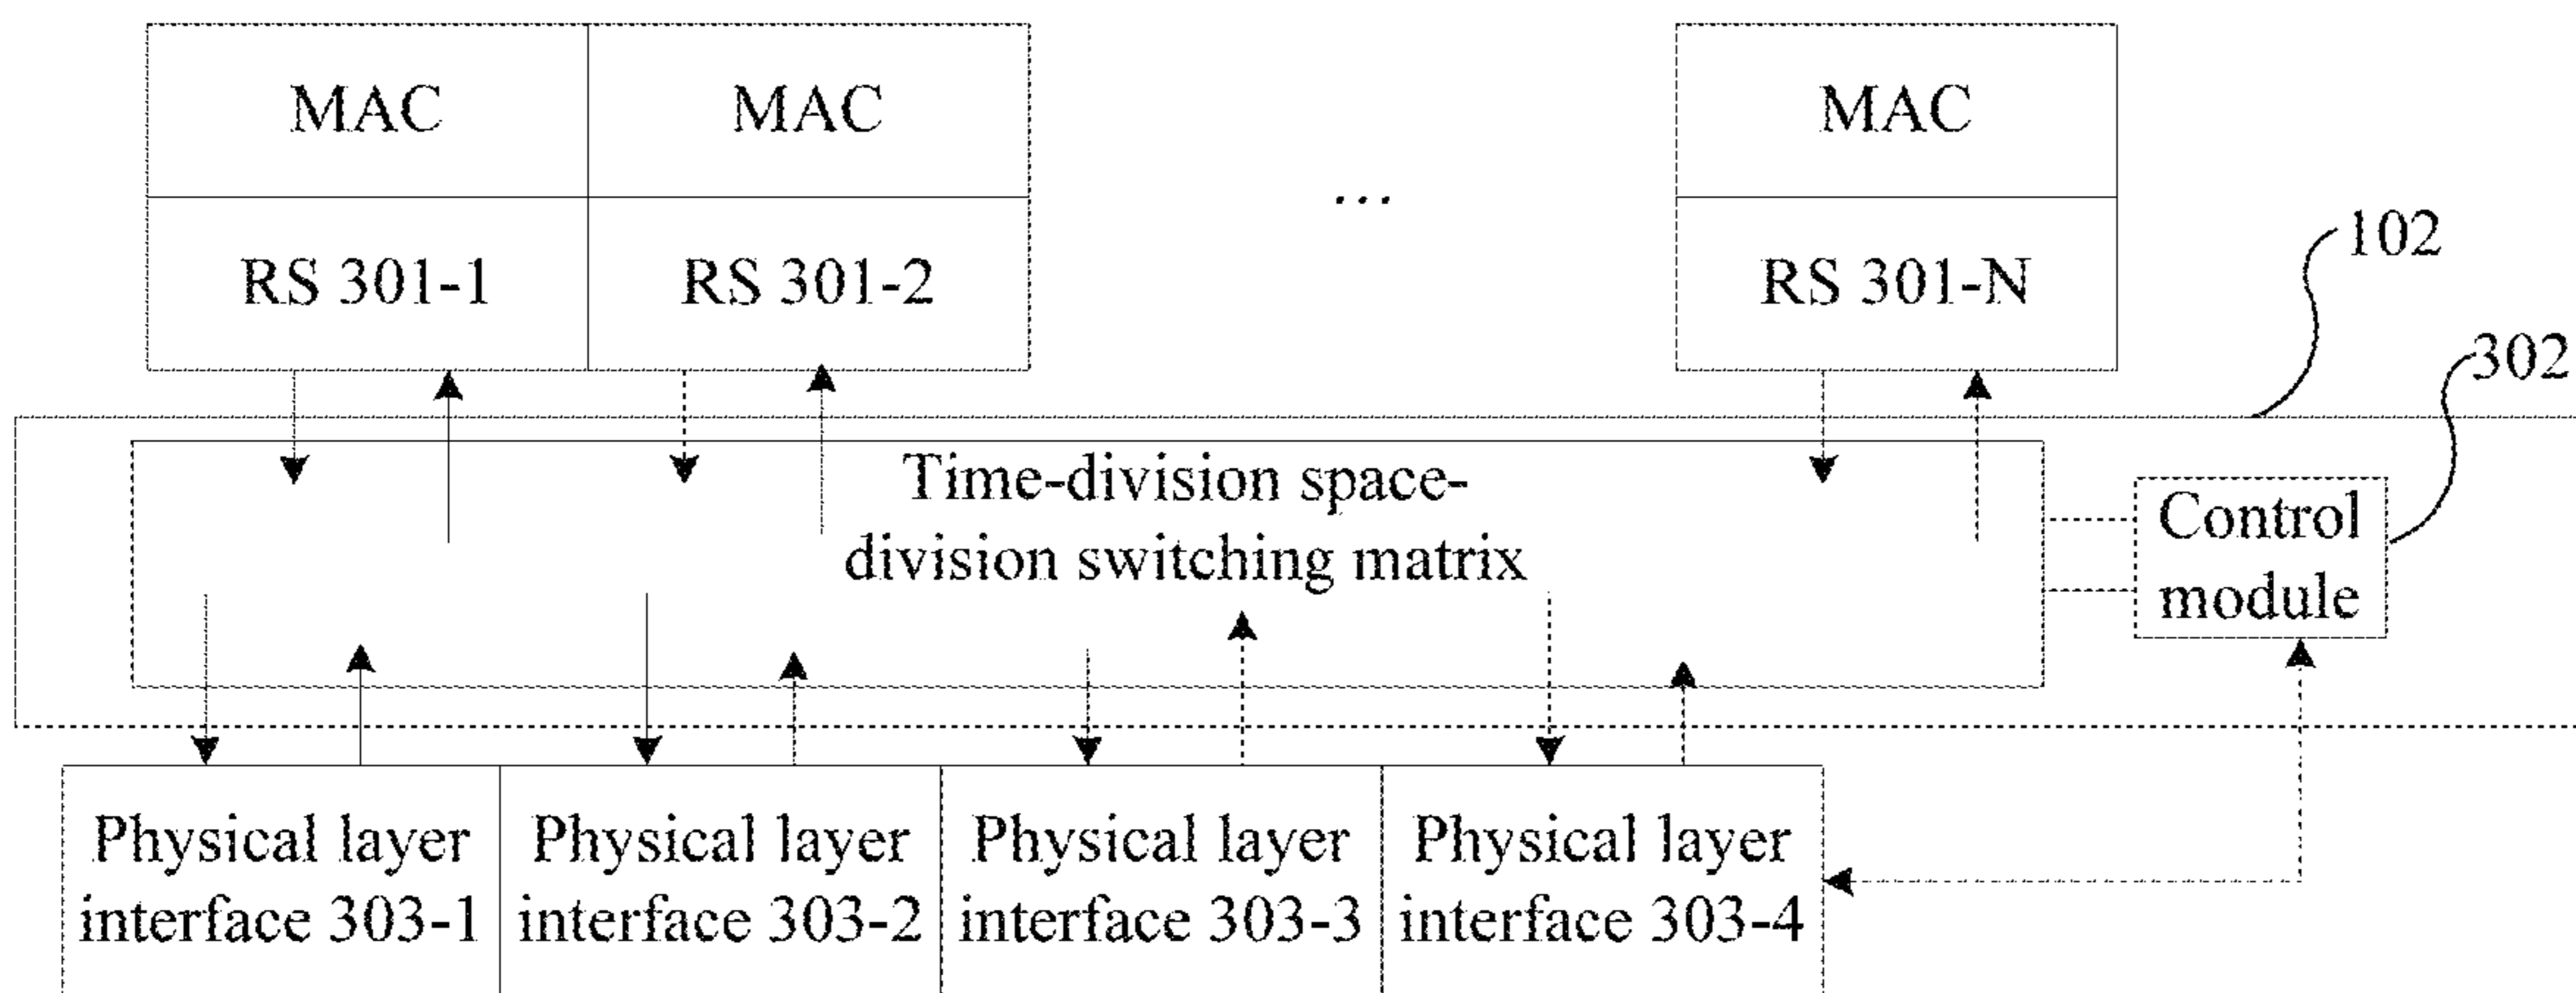 MAC
MAC
MAC
...
RS 301-1
RS 301-2
RS 301-N
102
302
Time-division space-
division switching matrix
Control
module
Physical layer
interface 303-1
Physical layer
interface 303-2
Physical layer
interface 303-3
Physical layer
interface 303-4